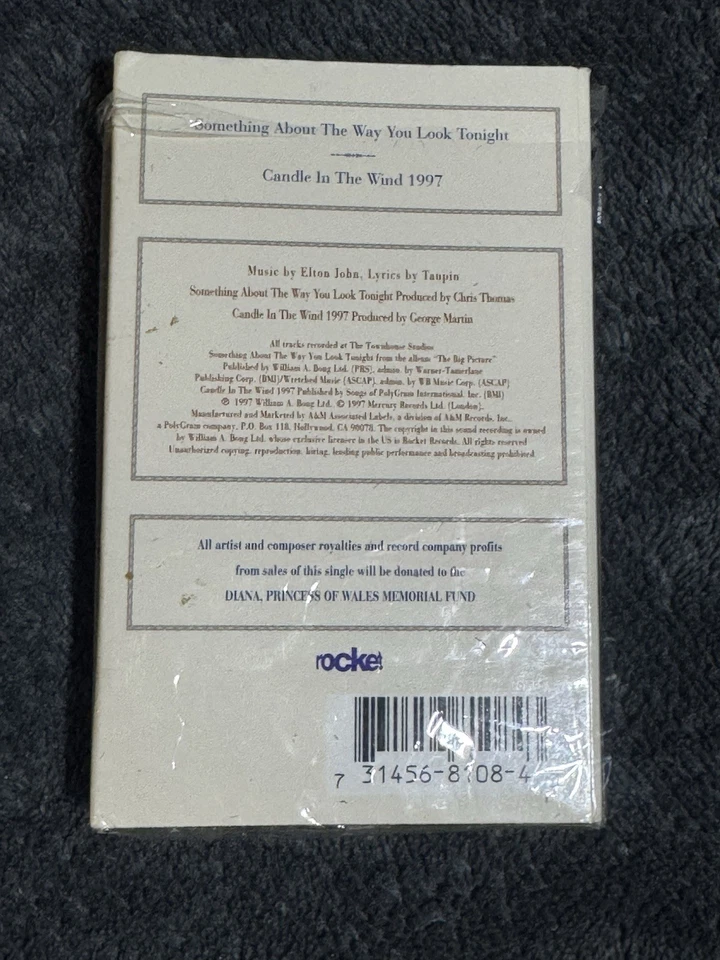 Something About The Way You Look Tonight
Candle In The Wind 1997
Music by Elton John, Lyrics by Taupin
Something About The Way You Look Tonight Produced by Chris Thomas
Candle In The Wind 1997 Produced by George Martin
All tracks recorded at The Townhouse Studios
Something About The Way You Look Tonight from the album "The Big Picture"
Published by William A. Bong Ltd. (PRS), admin. by Warner-Tamerlane
Publishing Corp. (BMI)/Wretched Music (ASCAP), admin. by WB Music Corp. (ASCAP)
Candle In The Wind 1997 Published by Songs of PolyGram International, Inc. (BMI)
℗ 1997 William A. Bong Ltd. © 1997 Mercury Records Ltd. (London).
Manufactured and Marketed by A&M Associated Labels, a division of A&M Records, Inc.,
a PolyGram company, P.O. Box 118, Hollywood, CA 90078. The copyright in this sound recording is owned
by William A. Bong Ltd. whose exclusive licensee in the US is Rocket Records. All rights reserved
Unauthorized copying, reproduction, hiring, lending public performance and broadcasting prohibited
All artist and composer royalties and record company profits
from sales of this single will be donated to the
DIANA, PRINCESS OF WALES MEMORIAL FUND
rocket
7 31456-8108-4